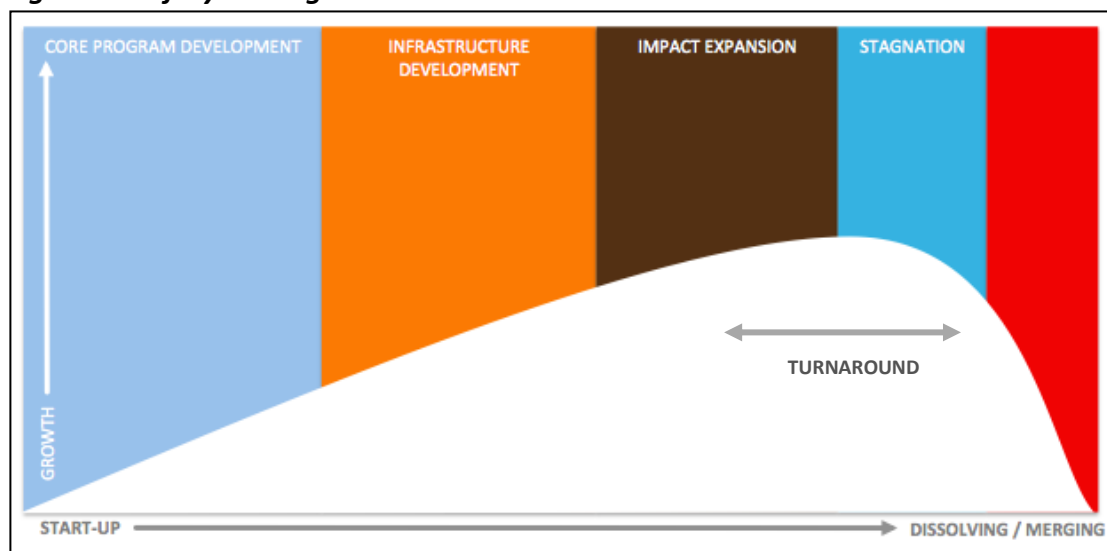 CORE PROGRAM DEVELOPMENT
INFRASTRUCTURE
DEVELOPMENT
IMPACT EXPANSION
STAGNATION
TURNAROUND
GROWTH
START-UP
DISSOLVING / MERGING